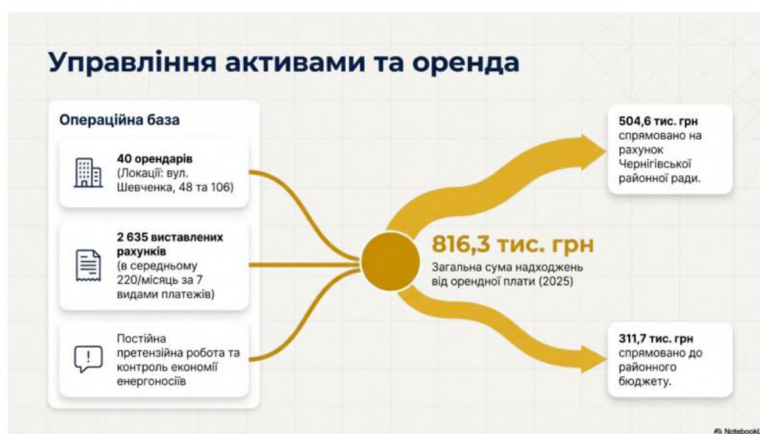 Управління активами та оренда
Операційна база
40 орендарів
(Локації: вул.
Шевченка, 48 та 106)
2 635 виставлених
рахунків
(в середньому
220/місяць за 7
видами платежів)
Постійна
претензійна робота та
контроль економії
енергоносіїв
816,3 тис. грн
Загальна сума надходжень
від орендної плати (2025)
504,6 тис. грн
спрямовано на
рахунок
Чернігівської
районної ради.
311,7 тис. грн
спрямовано до
районного
бюджету.